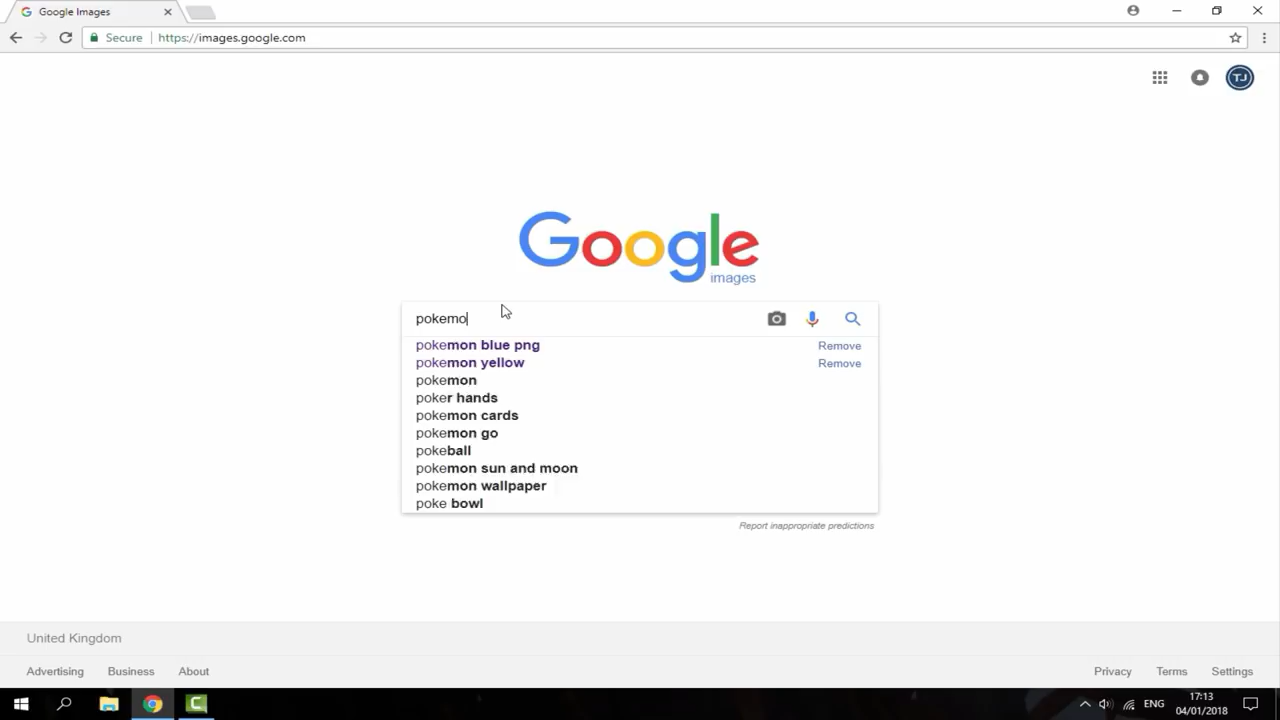 Google Images
Secure
https://images.google.com
TJ
Google
images
pokemo
pokemon blue png
Remove
pokemon yellow
Remove
pokemon
poker hands
pokemon cards
pokemon go
pokeball
pokemon sun and moon
pokemon wallpaper
poke bowl
Report inappropriate predictions
United Kingdom
Advertising
Business
About
Privacy
Terms
Settings
ENG
17:13
04/01/2018